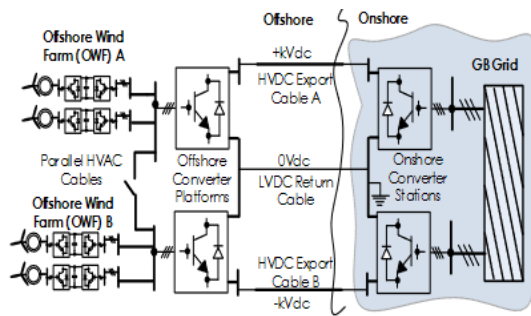 Offshore
Onshore
Offshore Wind
Farm (OWF) A
+kVdc
HVDC Export
Cable A
GB Grid
Parallel HVAC
Cables
Offshore
Converter
Platforms
0Vdc
LVDC Return
Cable
Onshore
Converter
Stations
Offshore Wind
Farm (OWF) B
HVDC Export
Cable B
-kVdc